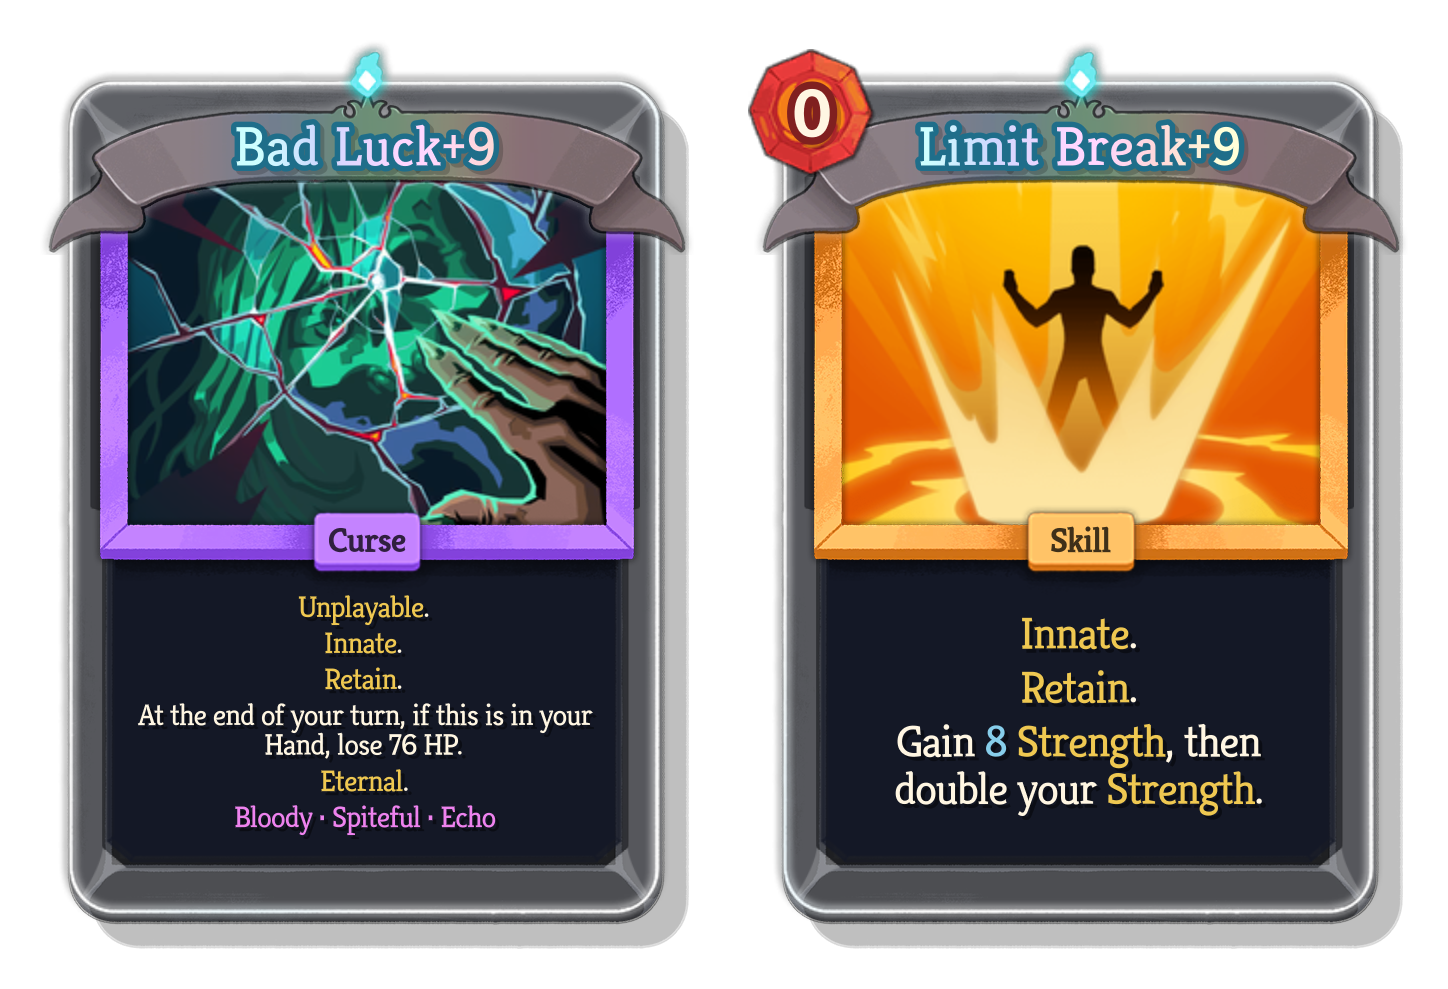 Bad Luck+9
Curse
Unplayable.
Innate.
Retain.
At the end of your turn, if this is in your
Hand, lose 76 HP.
Eternal.
Bloody · Spiteful · Echo
0
Limit Break+9
Skill
Innate.
Retain.
Gain 8 Strength, then
double your Strength.